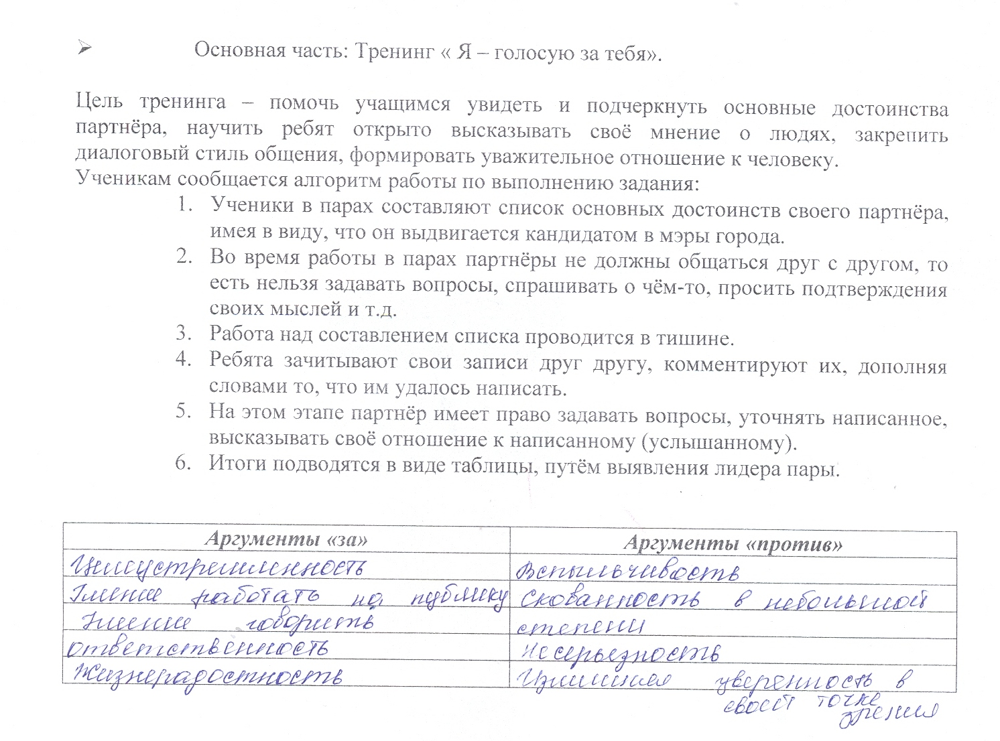 ➢ Основная часть: Тренинг « Я – голосую за тебя».
Цель тренинга – помочь учащимся увидеть и подчеркнуть основные достоинства
партнёра, научить ребят открыто высказывать своё мнение о людях, закрепить
диалоговый стиль общения, формировать уважительное отношение к человеку.
Ученикам сообщается алгоритм работы по выполнению задания:
1. Ученики в парах составляют список основных достоинств своего партнёра,
имея в виду, что он выдвигается кандидатом в мэры города.
2. Во время работы в парах партнёры не должны общаться друг с другом, то
есть нельзя задавать вопросы, спрашивать о чём-то, просить подтверждения
своих мыслей и т.д.
3. Работа над составлением списка проводится в тишине.
4. Ребята зачитывают свои записи друг другу, комментируют их, дополняя
словами то, что им удалось написать.
5. На этом этапе партнёр имеет право задавать вопросы, уточнять написанное,
высказывать своё отношение к написанному (услышанному).
6. Итоги подводятся в виде таблицы, путём выявления лидера пары.
Аргументы «за» Аргументы «против»
Целеустремленность Вспыльчивость
Умение работать на публику Скованность в небольшой
Умение говорить степени
ответственность Несерьезность
Жизнерадостность Излишняя уверенность в
своей точке
зрения